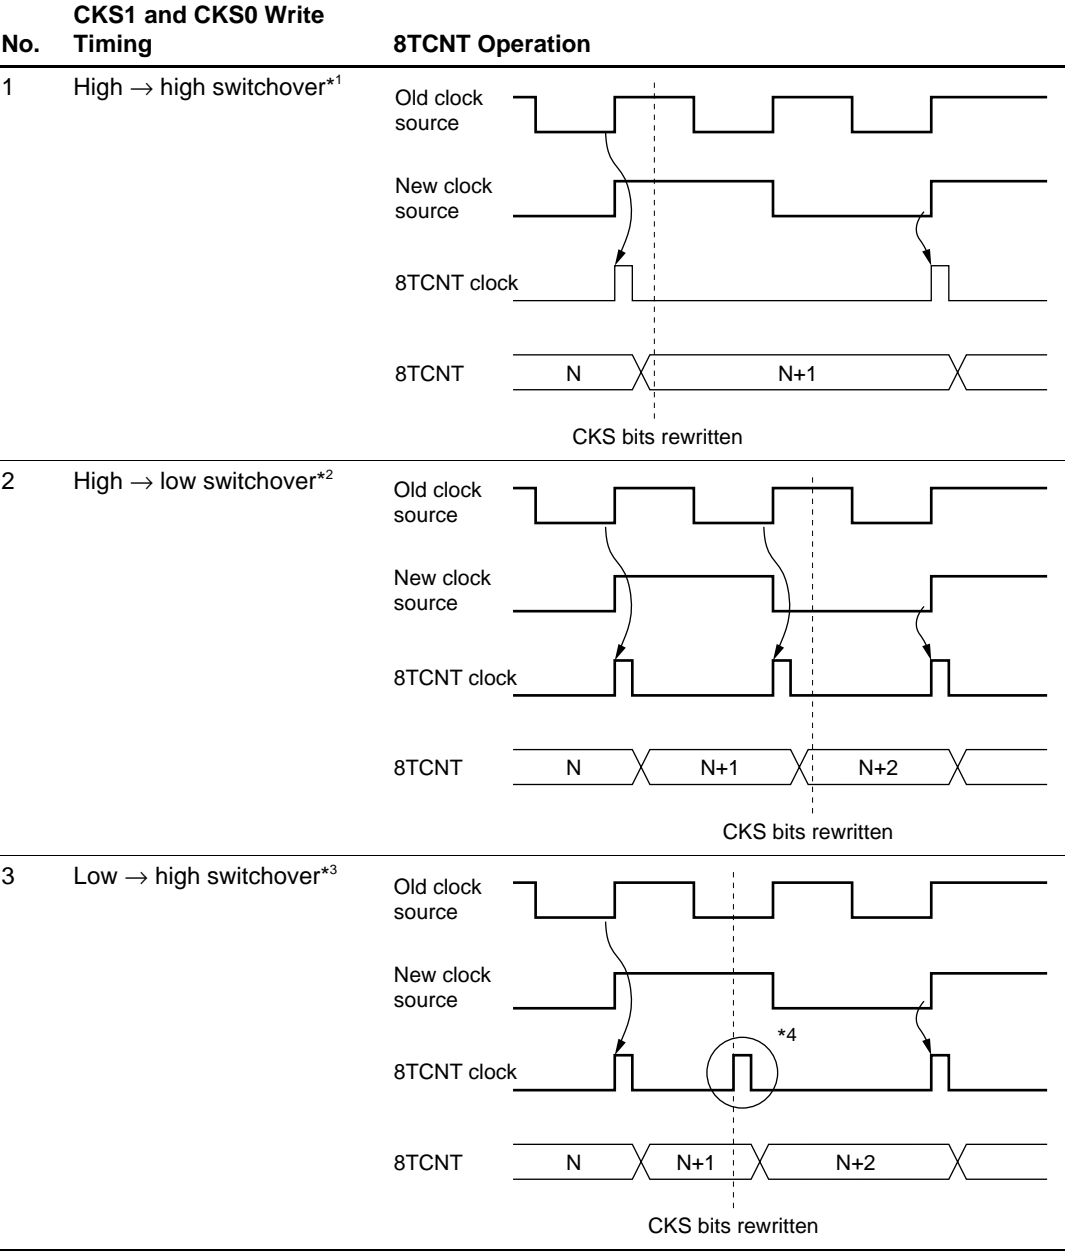 CKS1 and CKS0 Write
No. Timing 8TCNT Operation
1 High → high switchover*1
Old clock
source
New clock
source
8TCNT clock
8TCNT N N+1
CKS bits rewritten
2 High → low switchover*2
Old clock
source
New clock
source
8TCNT clock
8TCNT N N+1 N+2
CKS bits rewritten
3 Low → high switchover*3
Old clock
source
New clock
source
*4
8TCNT clock
8TCNT N N+1 N+2
CKS bits rewritten